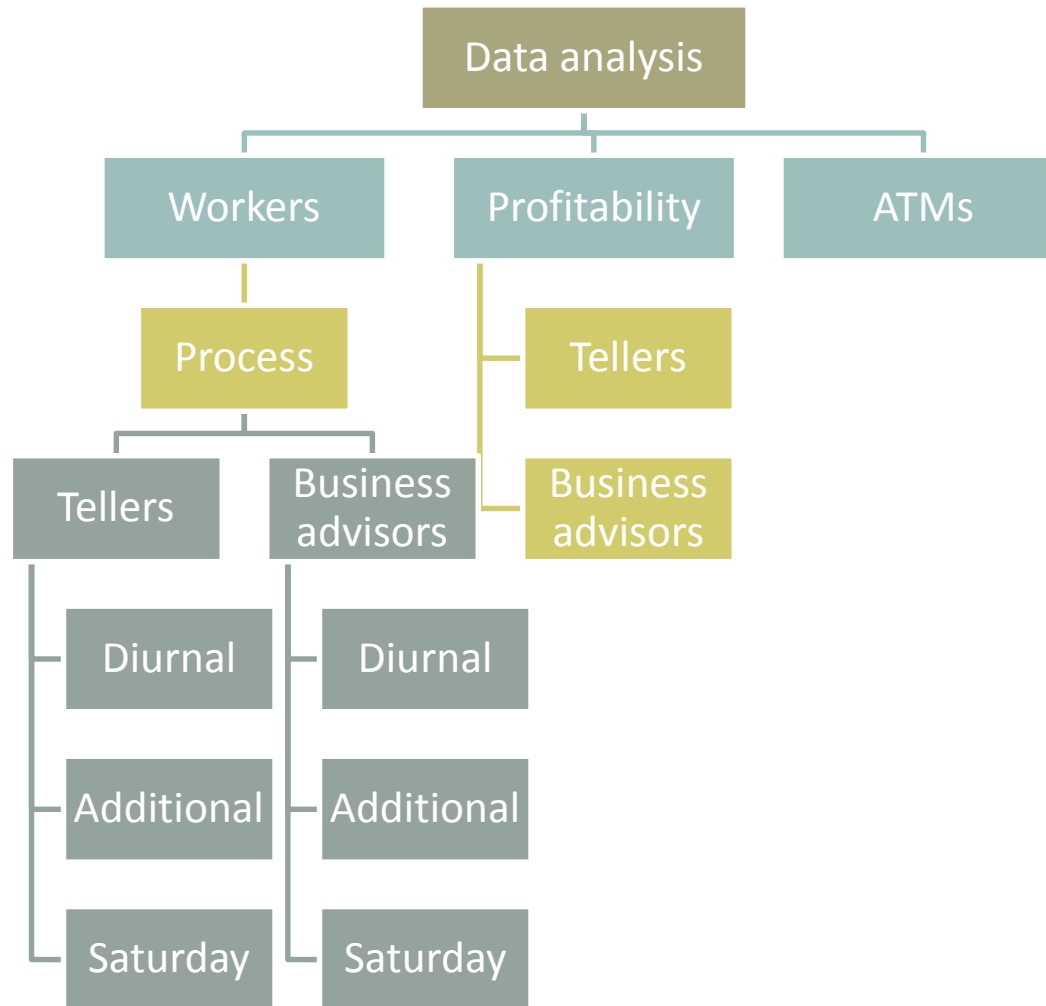 Data analysis
Workers
Profitability
ATMs
Process
Tellers
Tellers
Business
advisors
Business
advisors
Diurnal
Diurnal
Additional
Additional
Saturday
Saturday